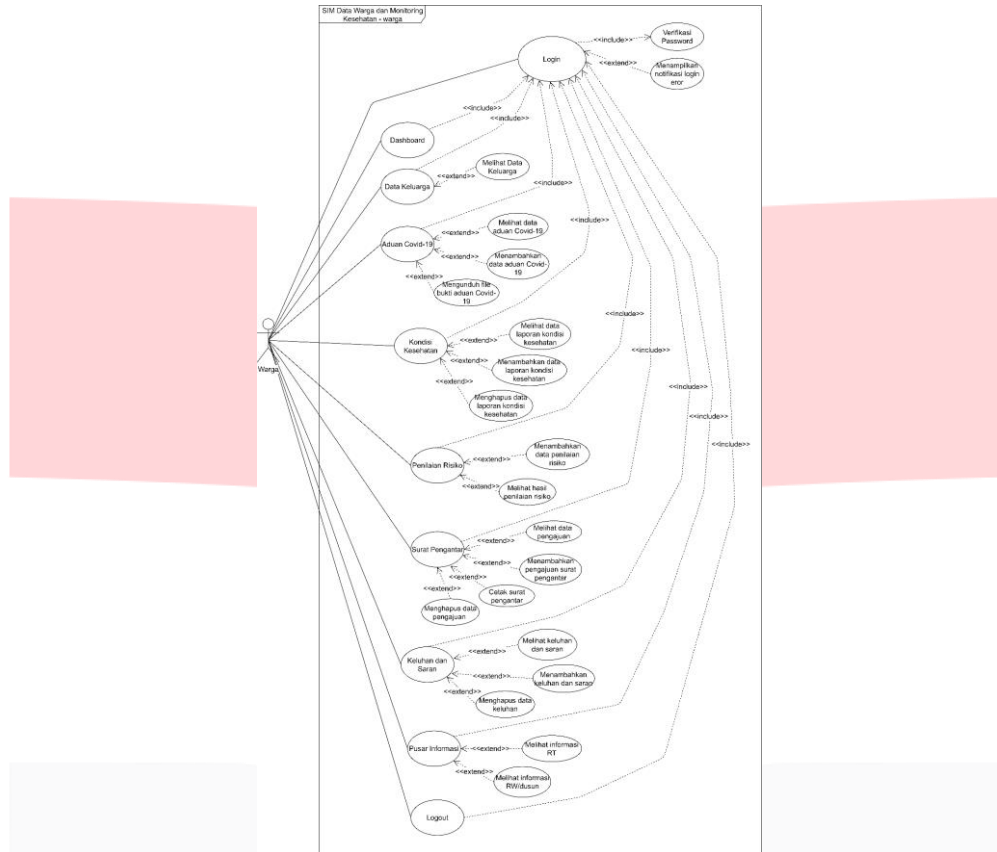 SIM Data Warga dan Monitoring
Kesehatan - warga
Verifikasi
Password
<<include>>
Login
<<extend>>
Menampilkan
notifikasi login
eror
<<include>>
<<include>>
Dashboard
Melihat Data
Keluarga
<<extend>>
Data Keluarga
<<include>>
<<include>>
<<include>>
Melihat data
aduan Covid-19
<<extend>>
Aduan Covid-19
<<extend>>
Menambahkan
data aduan Covid-
19
<<extend>>
Mengunduh file
bukti aduan Covid-
19
<<include>>
<<include>>
Warga
Kondisi
Kesehatan
<<extend>>
Melihat data
laporan kondisi
kesehatan
<<extend>>
Menambahkan data
laporan kondisi
kesehatan
<<extend>>
Menghapus data
laporan kondisi
kesehatan
<<include>>
<<include>>
<<include>>
Penilaian Risiko
<<extend>>
Menambahkan
data penilaian
risiko
<<extend>>
Melihat hasil
penilaian risiko
Surat Pengantar
<<extend>>
Melihat data
pengajuan
<<extend>>
Menambahkan
pengajuan surat
pengantar
<<extend>>
Cetak surat
pengantar
<<extend>>
Menghapus data
pengajuan
Keluhan dan
Saran
<<extend>>
Melihat keluhan
dan saran
<<extend>>
Menambahkan
keluhan dan saran
<<extend>>
Menghapus data
keluhan
Pusar Informasi
<<extend>>
Melihat informasi
RT
<<extend>>
Melihat informasi
RW/dusun
Logout